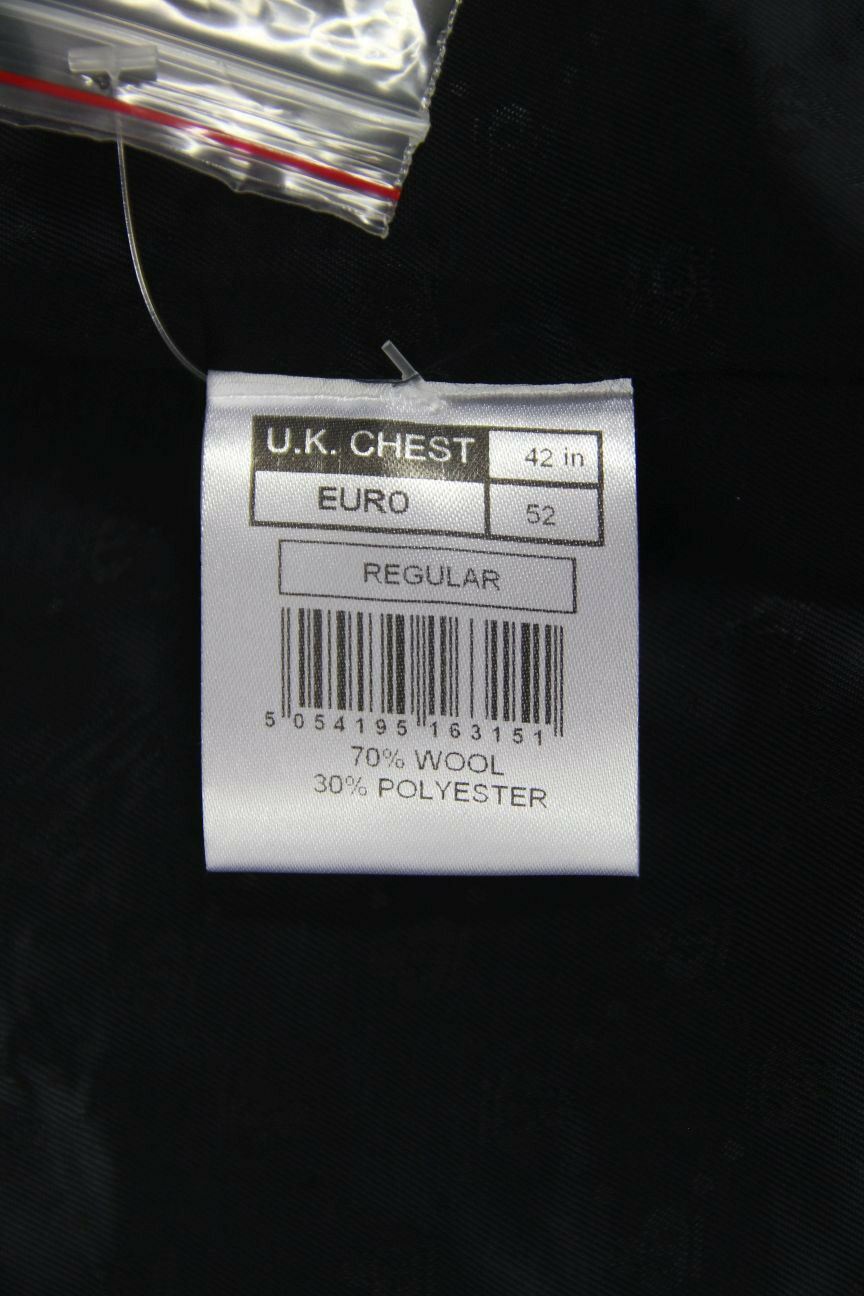 U.K. CHEST 42 in
EURO 52
REGULAR
5 054195 163151
70% WOOL
30% POLYESTER